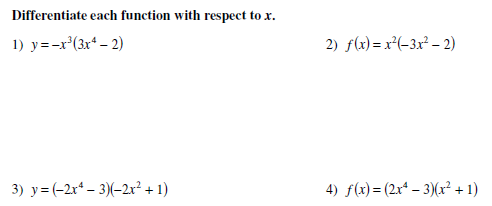 Differentiate each function with respect to x.
1) y = –x³(3x⁴ – 2)
2) f(x) = x²(–3x² – 2)
3) y = (–2x⁴ – 3)(–2x² + 1)
4) f(x) = (2x⁴ – 3)(x² + 1)